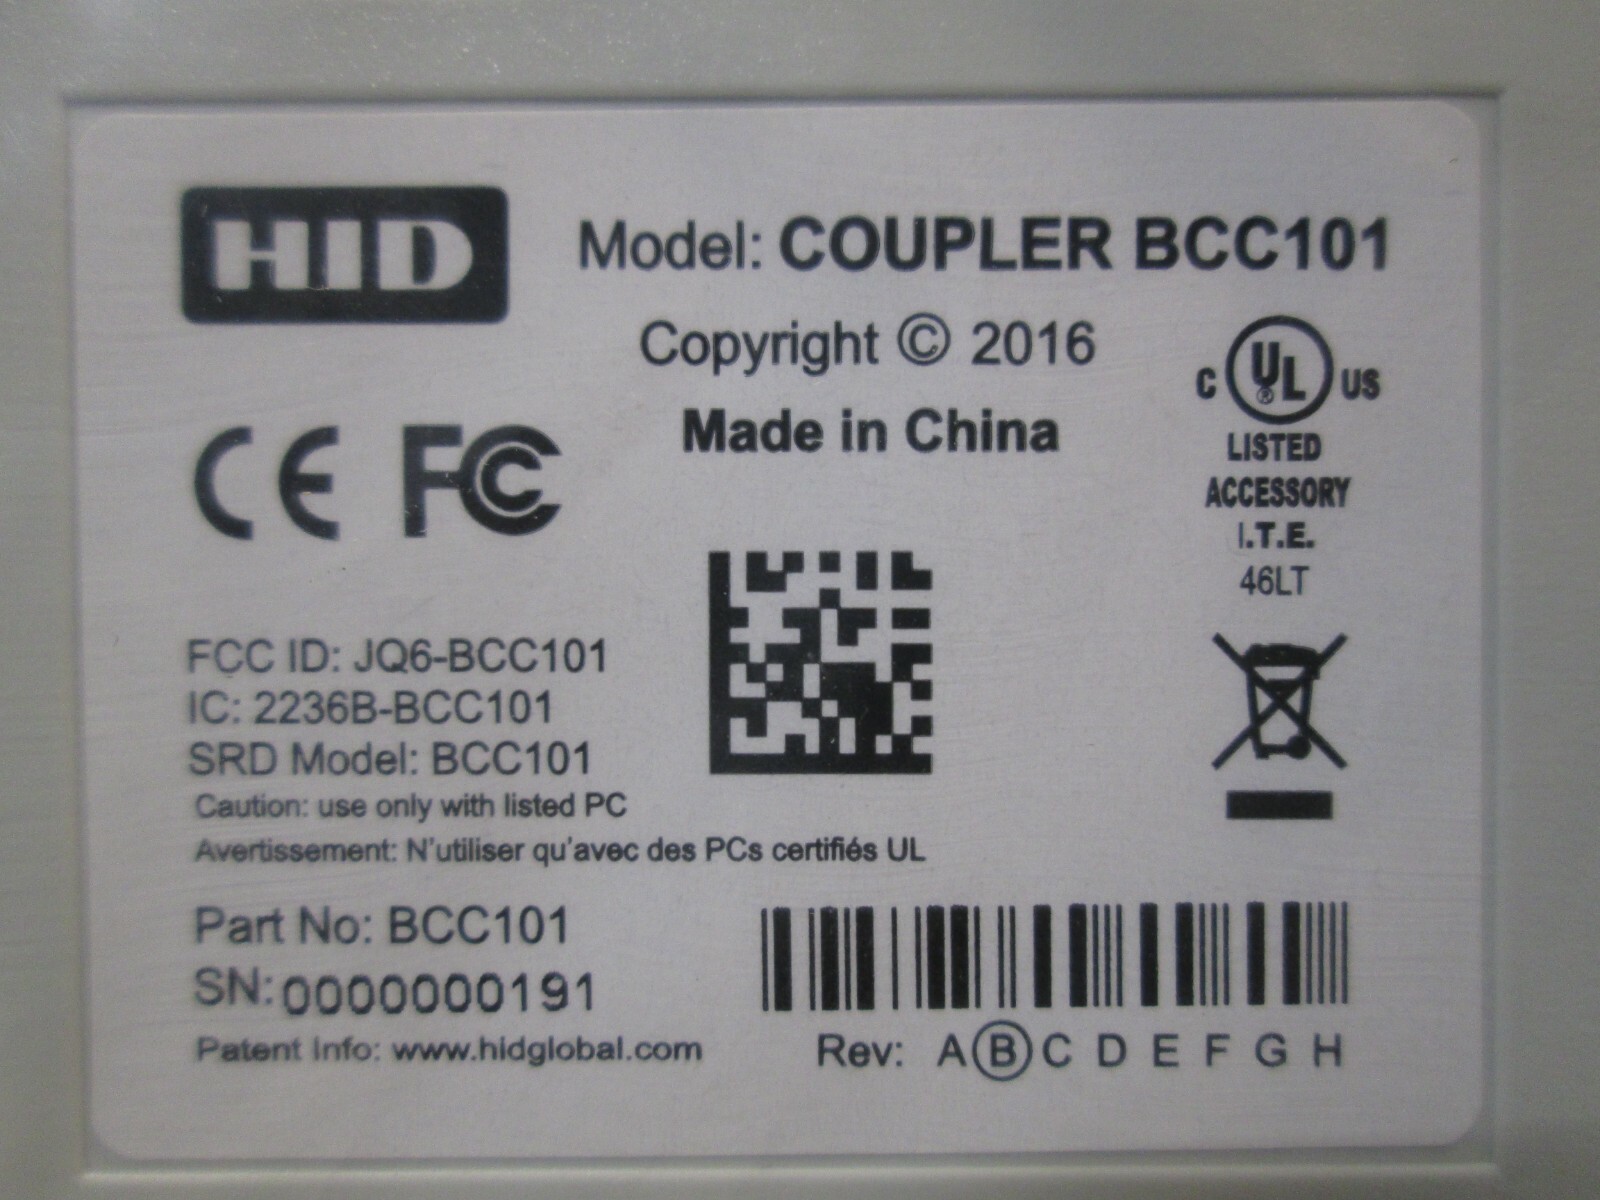 HID
Model: COUPLER BCC101
Copyright © 2016
Made in China
C UL® US
LISTED
ACCESSORY
I.T.E.
46LT
CE FC
FCC ID: JQ6-BCC101
IC: 2236B-BCC101
SRD Model: BCC101
Caution: use only with listed PC
Avertissement: N'utiliser qu'avec des PCs certifiés UL
Part No: BCC101
SN: 0000000191
Patent Info: www.hidglobal.com
Rev: A B C D E F G H